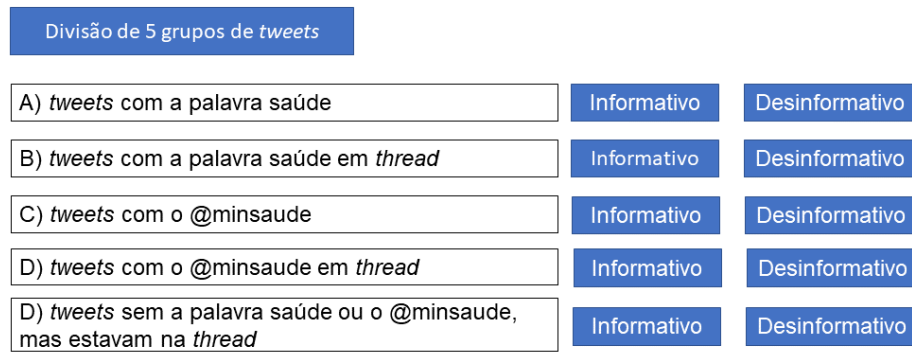 Divisão de 5 grupos de tweets
A) tweets com a palavra saúde Informativo Desinformativo
B) tweets com a palavra saúde em thread Informativo Desinformativo
C) tweets com o @minsaude Informativo Desinformativo
D) tweets com o @minsaude em thread Informativo Desinformativo
D) tweets sem a palavra saúde ou o @minsaude,
mas estavam na thread Informativo Desinformativo